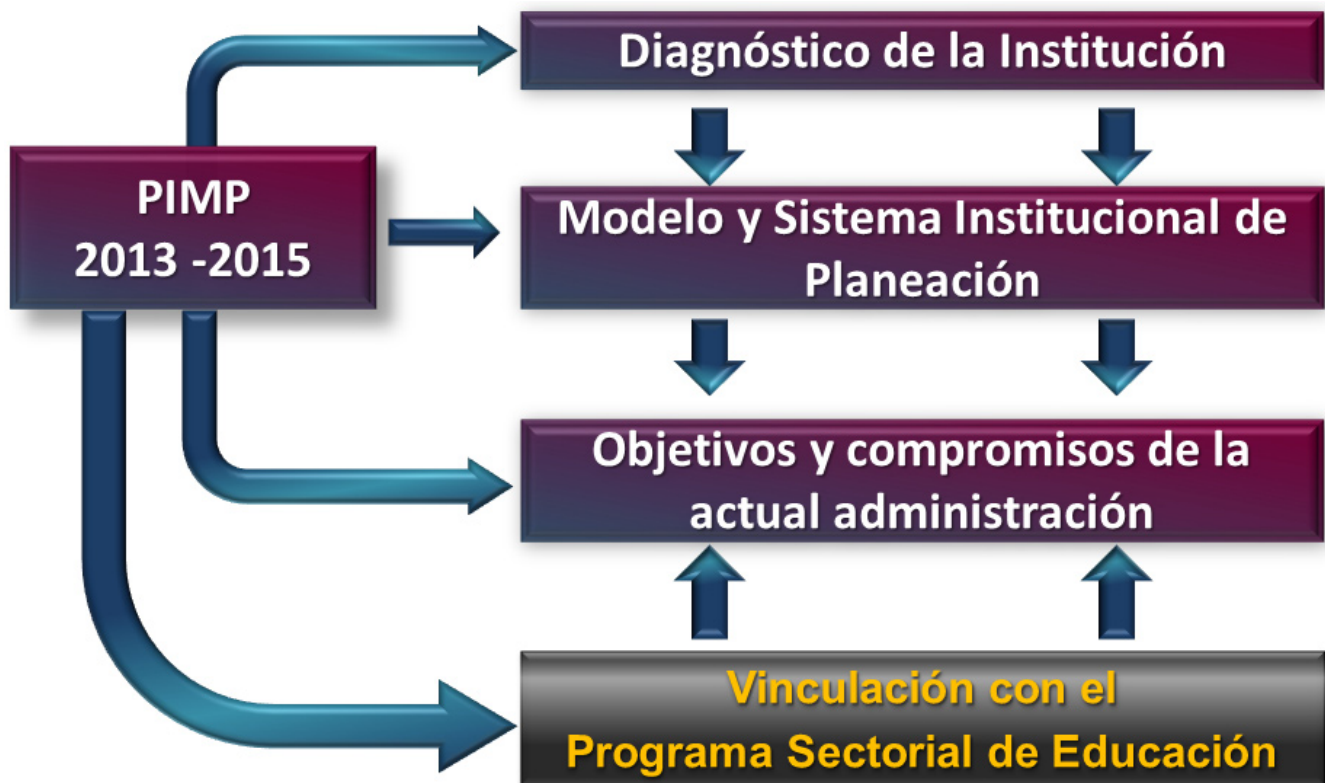 Diagnóstico de la Institución
PIMP
2013 -2015
Modelo y Sistema Institucional de
Planeación
Objetivos y compromisos de la
actual administración
Vinculación con el
Programa Sectorial de Educación